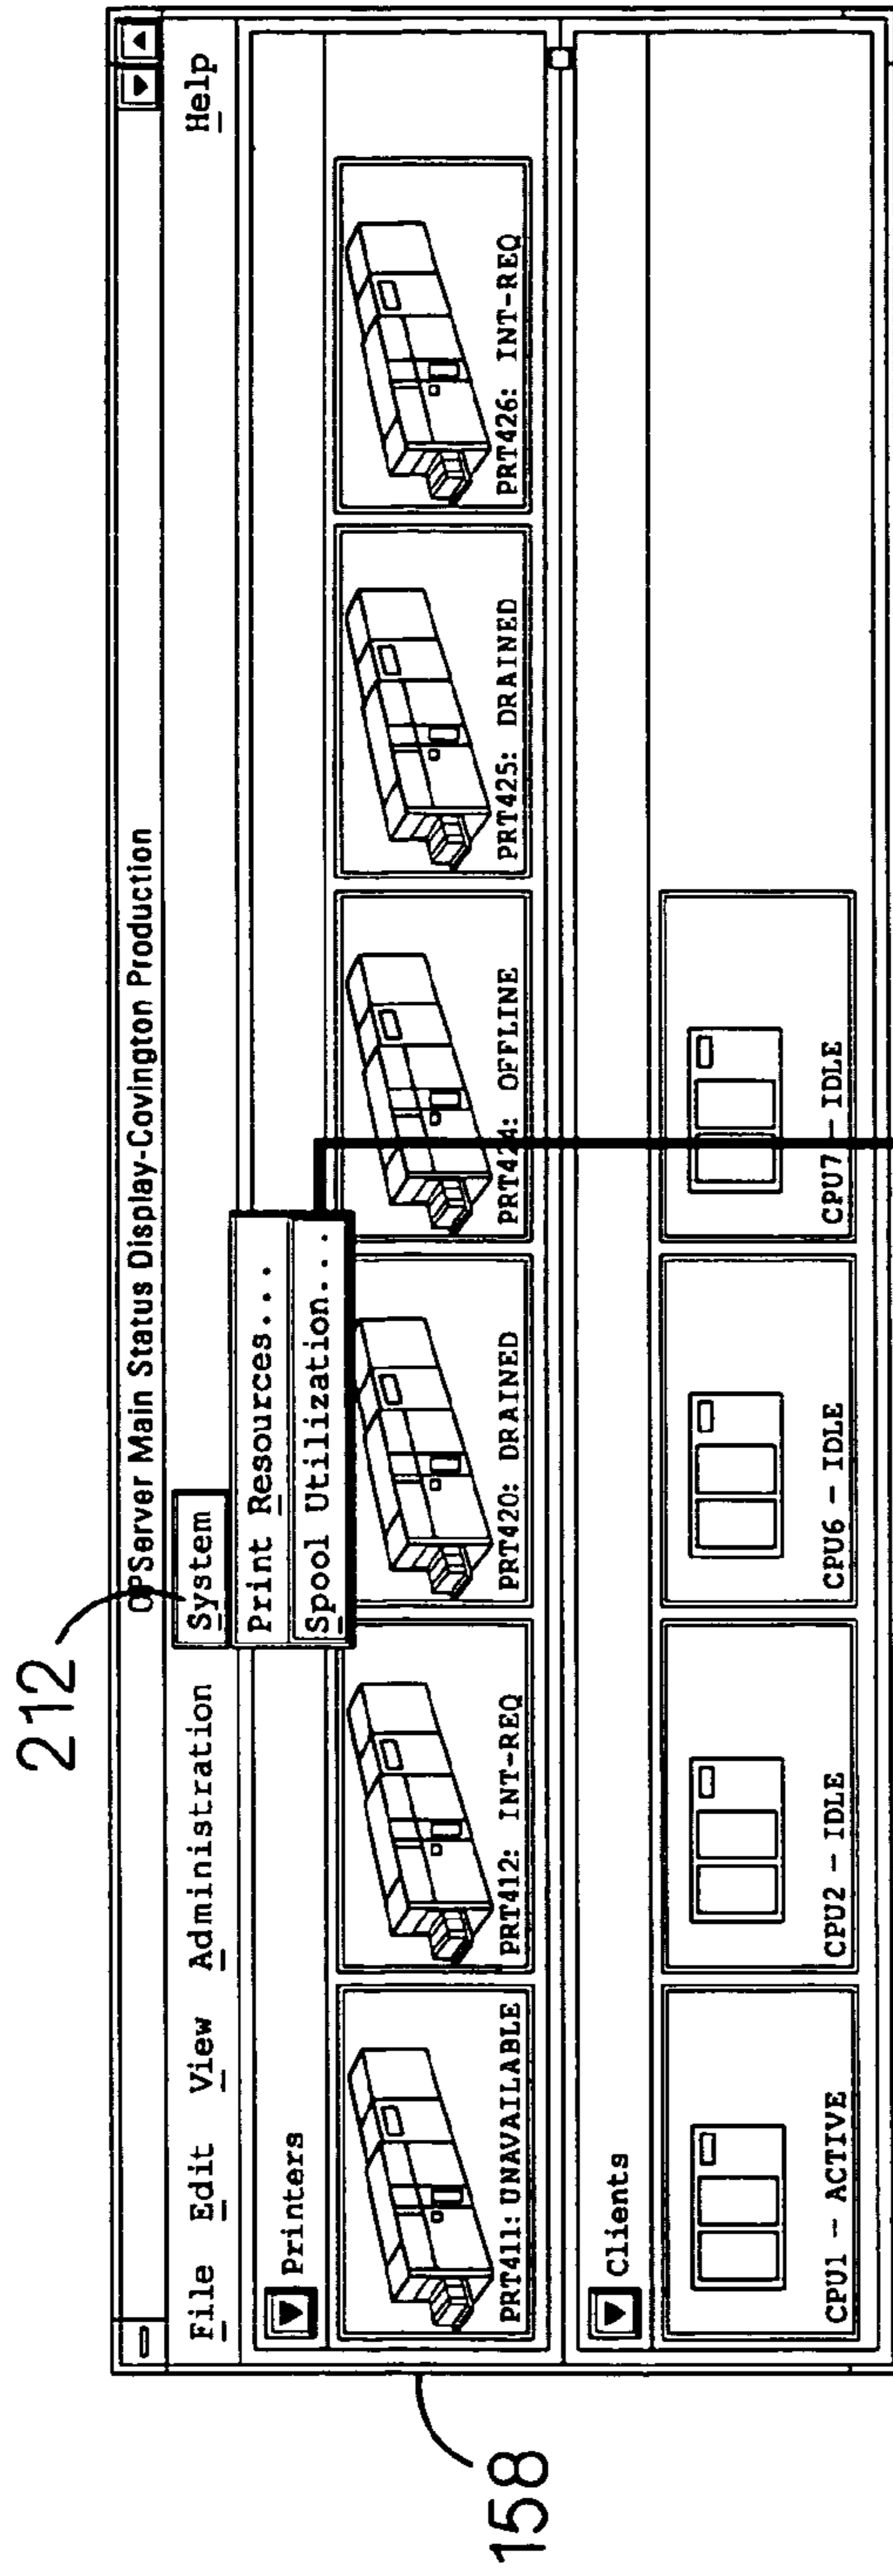 212
OPServer Main Status Display-Covington Production
File Edit View Administration System Help
Print Resources...
Spool Utilization...
Printers
PRT411: UNAVAILABLE
PRT412: INT-REQ
PRT420: DRAINED
PRT424: OFFLINE
PRT425: DRAINED
PRT426: INT-REQ
158
Clients
CPU1 - ACTIVE
CPU2 - IDLE
CPU6 - IDLE
CPU7 - IDLE